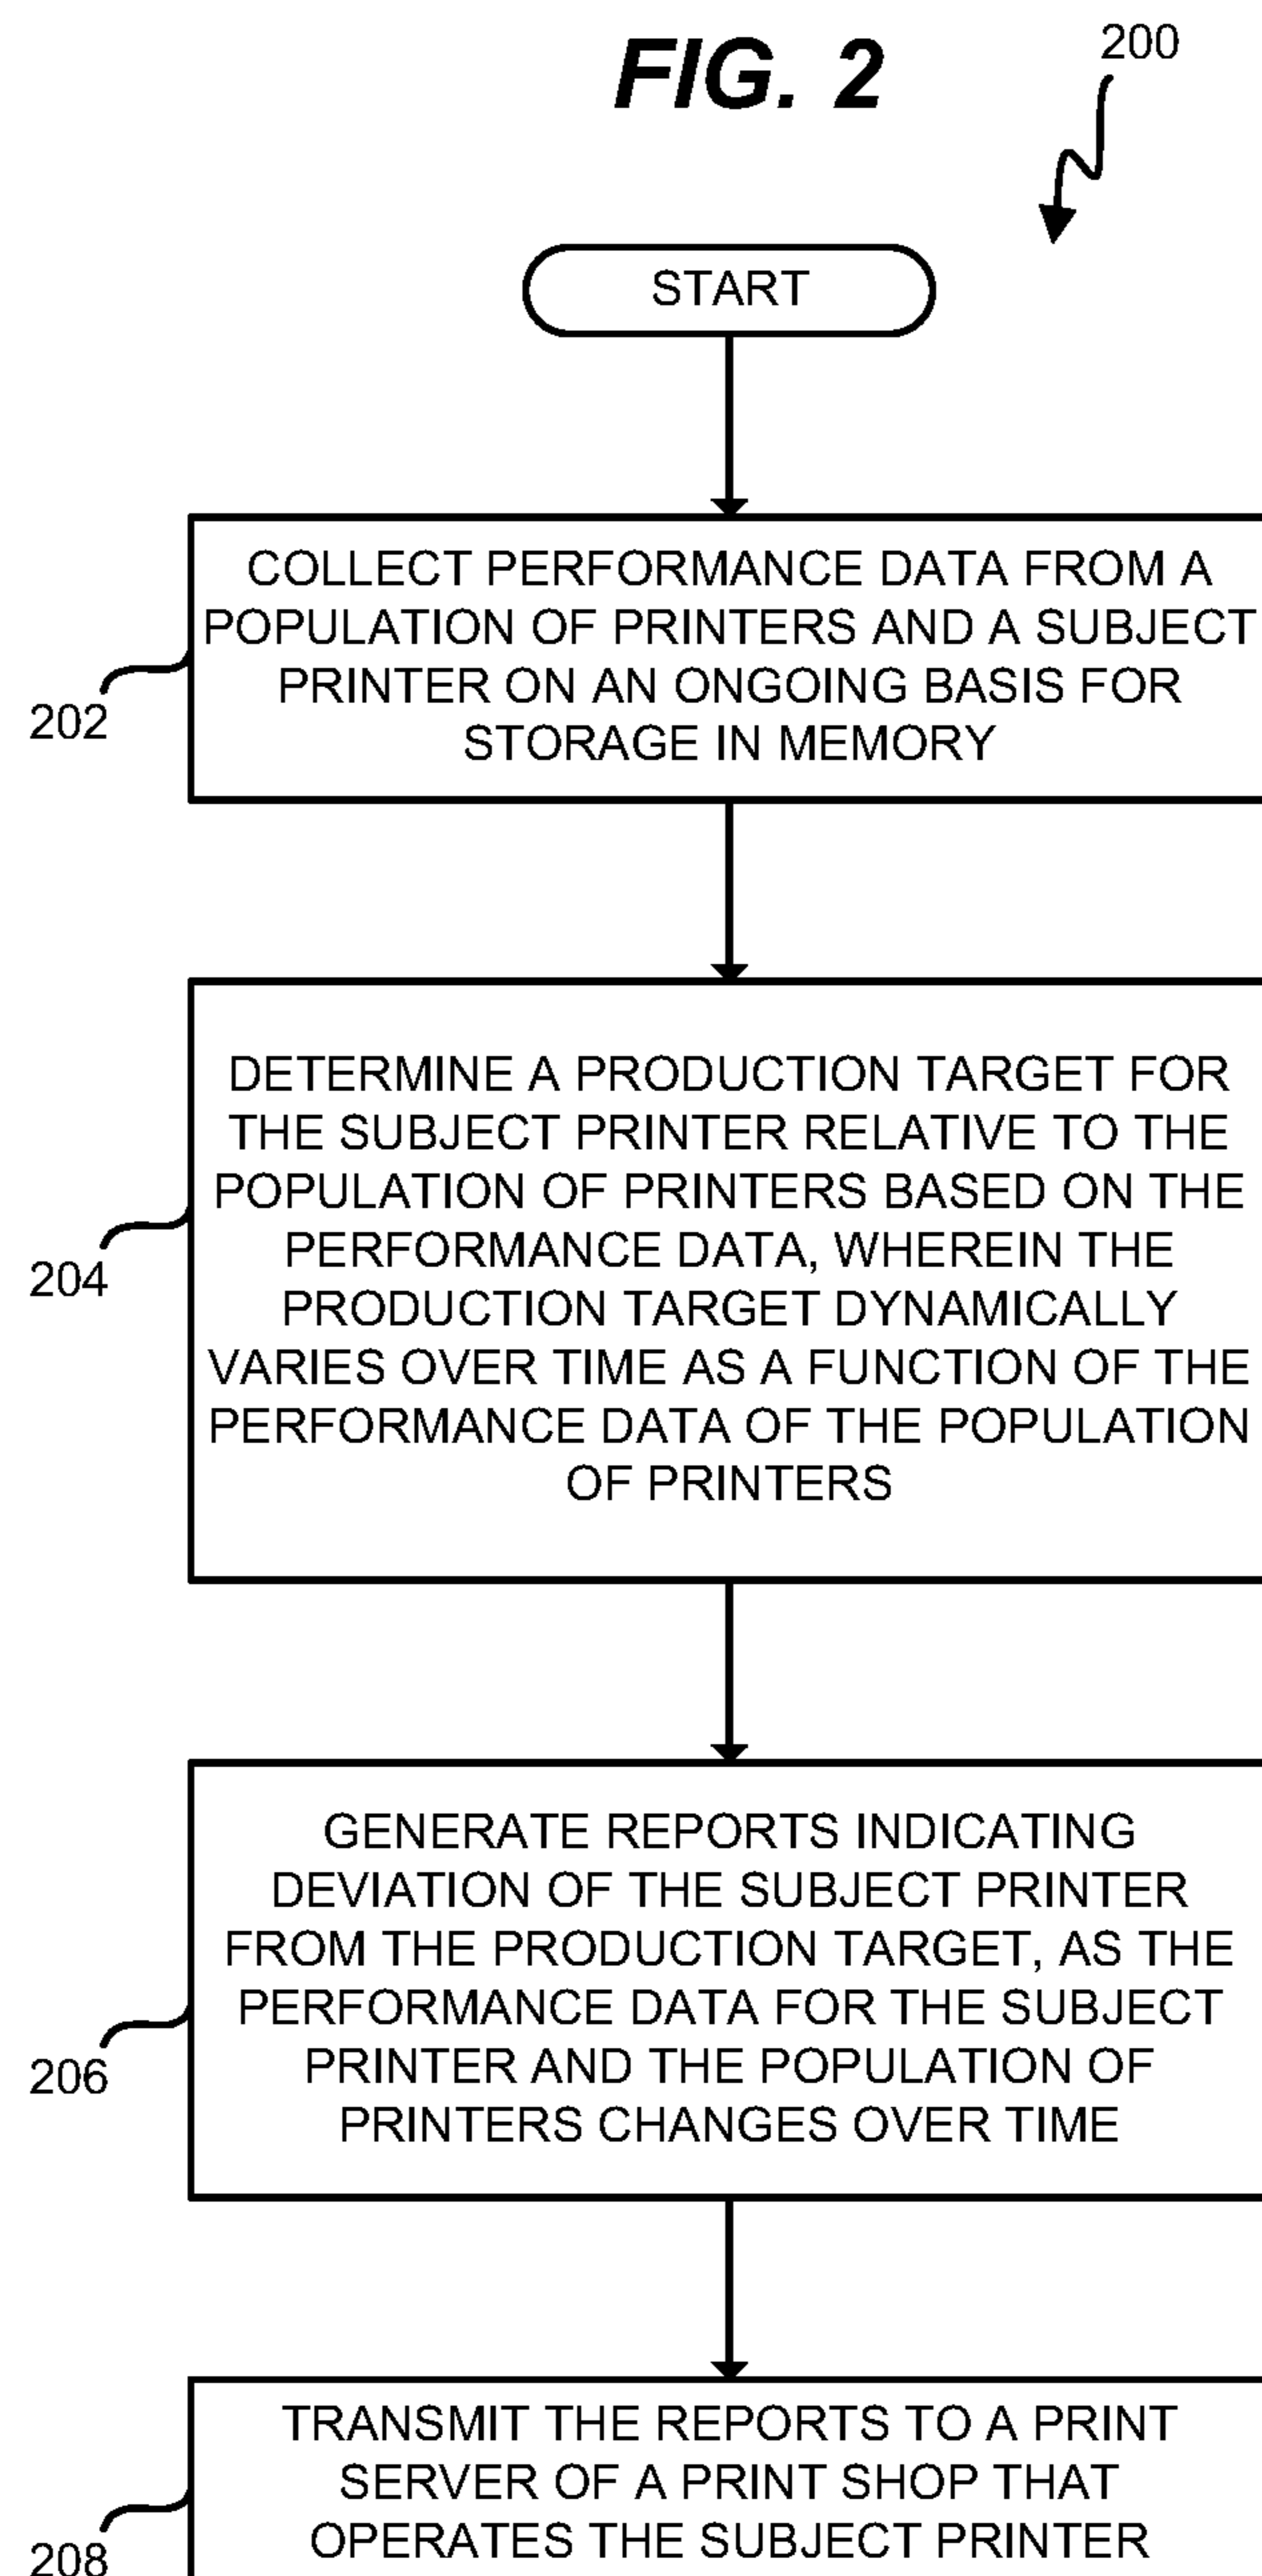 FIG. 2
200
START
COLLECT PERFORMANCE DATA FROM A
POPULATION OF PRINTERS AND A SUBJECT
PRINTER ON AN ONGOING BASIS FOR
STORAGE IN MEMORY
202
DETERMINE A PRODUCTION TARGET FOR
THE SUBJECT PRINTER RELATIVE TO THE
POPULATION OF PRINTERS BASED ON THE
PERFORMANCE DATA, WHEREIN THE
PRODUCTION TARGET DYNAMICALLY
VARIES OVER TIME AS A FUNCTION OF THE
PERFORMANCE DATA OF THE POPULATION
OF PRINTERS
204
GENERATE REPORTS INDICATING
DEVIATION OF THE SUBJECT PRINTER
FROM THE PRODUCTION TARGET, AS THE
PERFORMANCE DATA FOR THE SUBJECT
PRINTER AND THE POPULATION OF
PRINTERS CHANGES OVER TIME
206
TRANSMIT THE REPORTS TO A PRINT
SERVER OF A PRINT SHOP THAT
OPERATES THE SUBJECT PRINTER
208